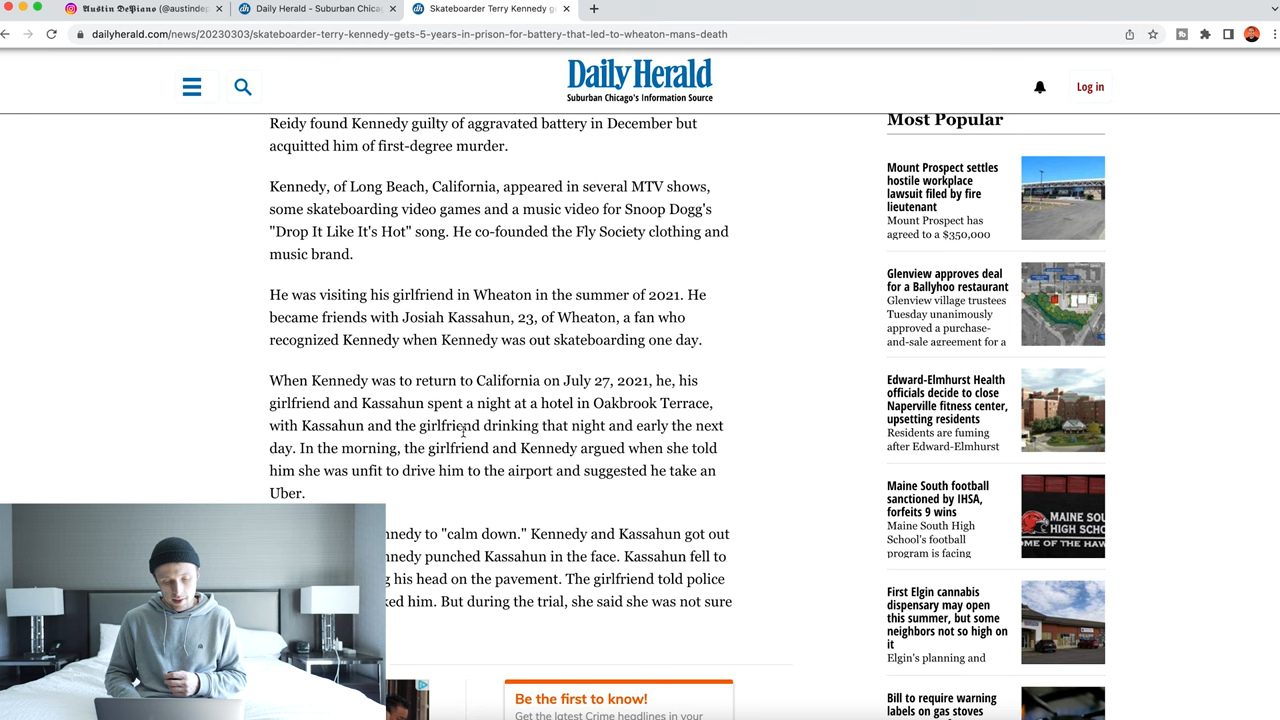 Austin DePiano (@austindep
Daily Herald - Suburban Chica
Skateboarder Terry Kennedy g
dailyherald.com/news/20230303/skateboarder-terry-kennedy-gets-5-years-in-prison-for-battery-that-led-to-wheaton-mans-death
Daily Herald
Suburban Chicago's Information Source
Log in
Reidy found Kennedy guilty of aggravated battery in December but
acquitted him of first-degree murder.
Kennedy, of Long Beach, California, appeared in several MTV shows,
some skateboarding video games and a music video for Snoop Dogg's
"Drop It Like It's Hot" song. He co-founded the Fly Society clothing and
music brand.
He was visiting his girlfriend in Wheaton in the summer of 2021. He
became friends with Josiah Kassahun, 23, of Wheaton, a fan who
recognized Kennedy when Kennedy was out skateboarding one day.
When Kennedy was to return to California on July 27, 2021, he, his
girlfriend and Kassahun spent a night at a hotel in Oakbrook Terrace,
with Kassahun and the girlfriend drinking that night and early the next
day. In the morning, the girlfriend and Kennedy argued when she told
him she was unfit to drive him to the airport and suggested he take an
Uber.
nnedy to "calm down." Kennedy and Kassahun got out
nnedy punched Kassahun in the face. Kassahun fell to
g his head on the pavement. The girlfriend told police
ked him. But during the trial, she said she was not sure
Be the first to know!
Get the latest Crime headlines in your
Most Popular
Mount Prospect settles
hostile workplace
lawsuit filed by fire
lieutenant
Mount Prospect has
agreed to a $350,000
Glenview approves deal
for a Ballyhoo restaurant
Glenview village trustees
Tuesday unanimously
approved a purchase-
and-sale agreement for a
Edward-Elmhurst Health
officials decide to close
Naperville fitness center,
upsetting residents
Residents are fuming
after Edward-Elmhurst
Maine South football
sanctioned by IHSA,
forfeits 9 wins
Maine South High
School's football
program is facing
MAINE SOU
HIGH SCHO
OME OF THE HAW
First Elgin cannabis
dispensary may open
this summer, but some
neighbors not so high on
it
Elgin's planning and
Bill to require warning
labels on gas stoves